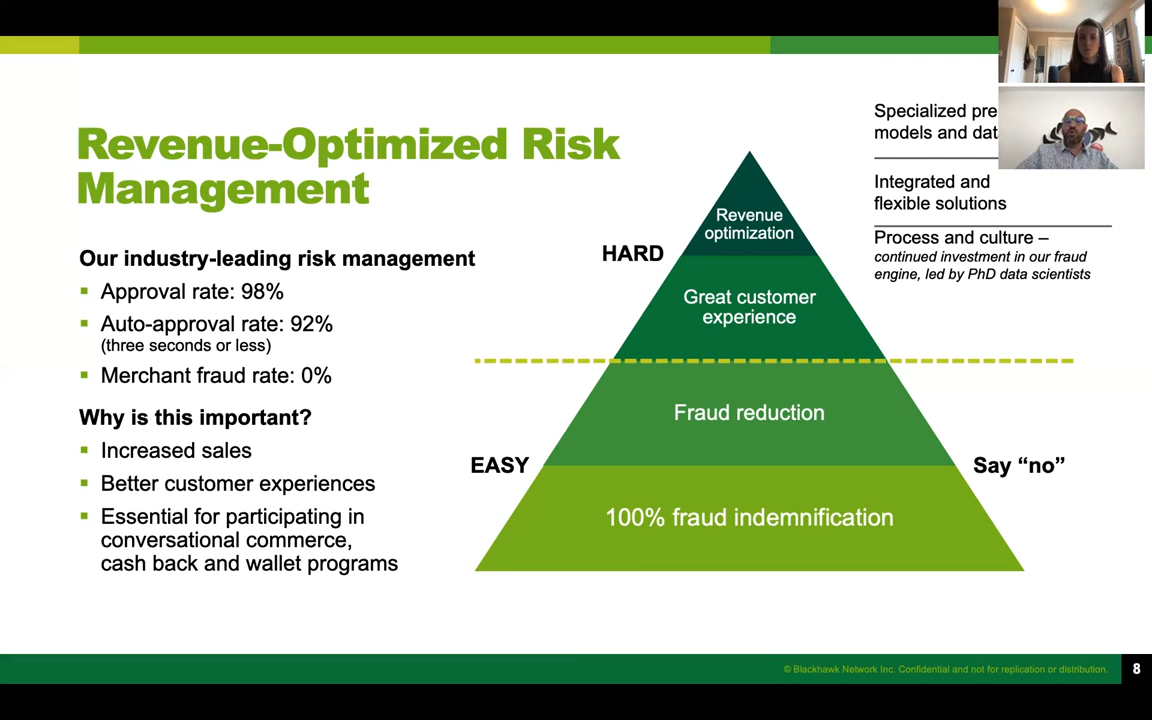 Revenue-Optimized Risk
Management
Our industry-leading risk management
Approval rate: 98%
Auto-approval rate: 92%
(three seconds or less)
Merchant fraud rate: 0%
Why is this important?
Increased sales
Better customer experiences
Essential for participating in
conversational commerce,
cash back and wallet programs
HARD
EASY
Revenue
optimization
Great customer
experience
Fraud reduction
100% fraud indemnification
Say “no”
Specialized
models and
Integrated and
flexible solutions
Process and culture –
continued investment in our fraud
engine, led by PhD data scientists
© Blackhawk Network Inc. Confidential and not for replication or distribution.
8